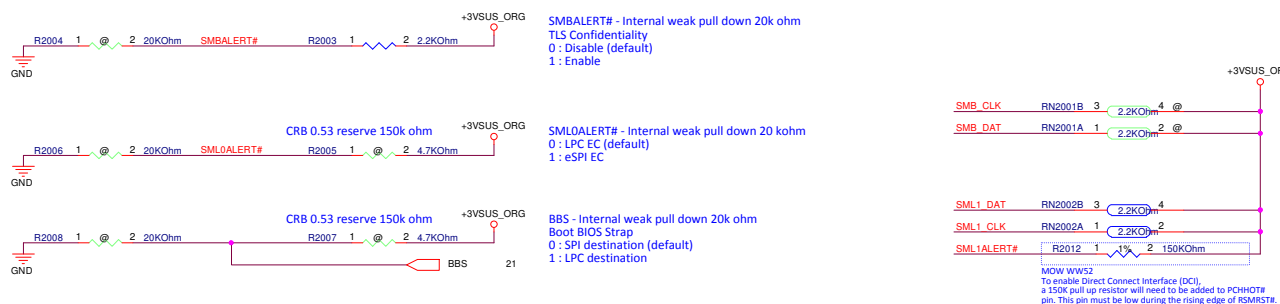 +3VSUS_ORG
R2004 1 @ 2 20KOhm SMBALERT# R2003 1 2 2.2KOhm
GND
SMBALERT# - Internal weak pull down 20k ohm
TLS Confidentiality
0 : Disable (default)
1 : Enable
CRB 0.53 reserve 150k ohm
+3VSUS_ORG
R2006 1 @ 2 20KOhm SML0ALERT# R2005 1 @ 2 4.7KOhm
GND
SML0ALERT# - Internal weak pull down 20 kohm
0 : LPC EC (default)
1 : eSPI EC
CRB 0.53 reserve 150k ohm
+3VSUS_ORG
R2008 1 @ 2 20KOhm R2007 1 @ 2 4.7KOhm
GND
BBS 21
BBS - Internal weak pull down 20k ohm
Boot BIOS Strap
0 : SPI destination (default)
1 : LPC destination
+3VSUS_OR
SMB_CLK RN2001B 3 2.2KOhm 4 @
SMB_DAT RN2001A 1 2.2KOhm 2 @
SML1_DAT RN2002B 3 2.2KOhm 4
SML1_CLK RN2002A 1 2.2KOhm 2
SML1ALERT# R2012 1 1% 2 150KOhm
MOW WW52
To enable Direct Connect Interface (DCI),
a 150K pull up resistor will need to be added to PCHHOT#
pin. This pin must be low during the rising edge of RSMRST#.